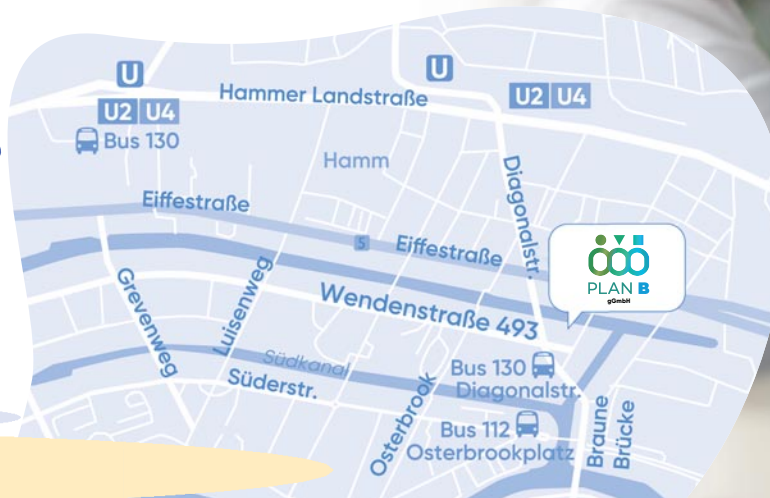 U
U
U2 U4
U2 U4
Hammer Landstraße
Bus 130
Hamm
Diagonalstr.
Eiffestraße
5
Eiffestraße
PLAN B
gGmbH
Grevenweg
Luisenweg
Wendenstraße 493
Südkanal
Süderstr.
Bus 130
Diagonalstr.
Osterbrook
Bus 112
Osterbrookplatz
Braune
Brücke